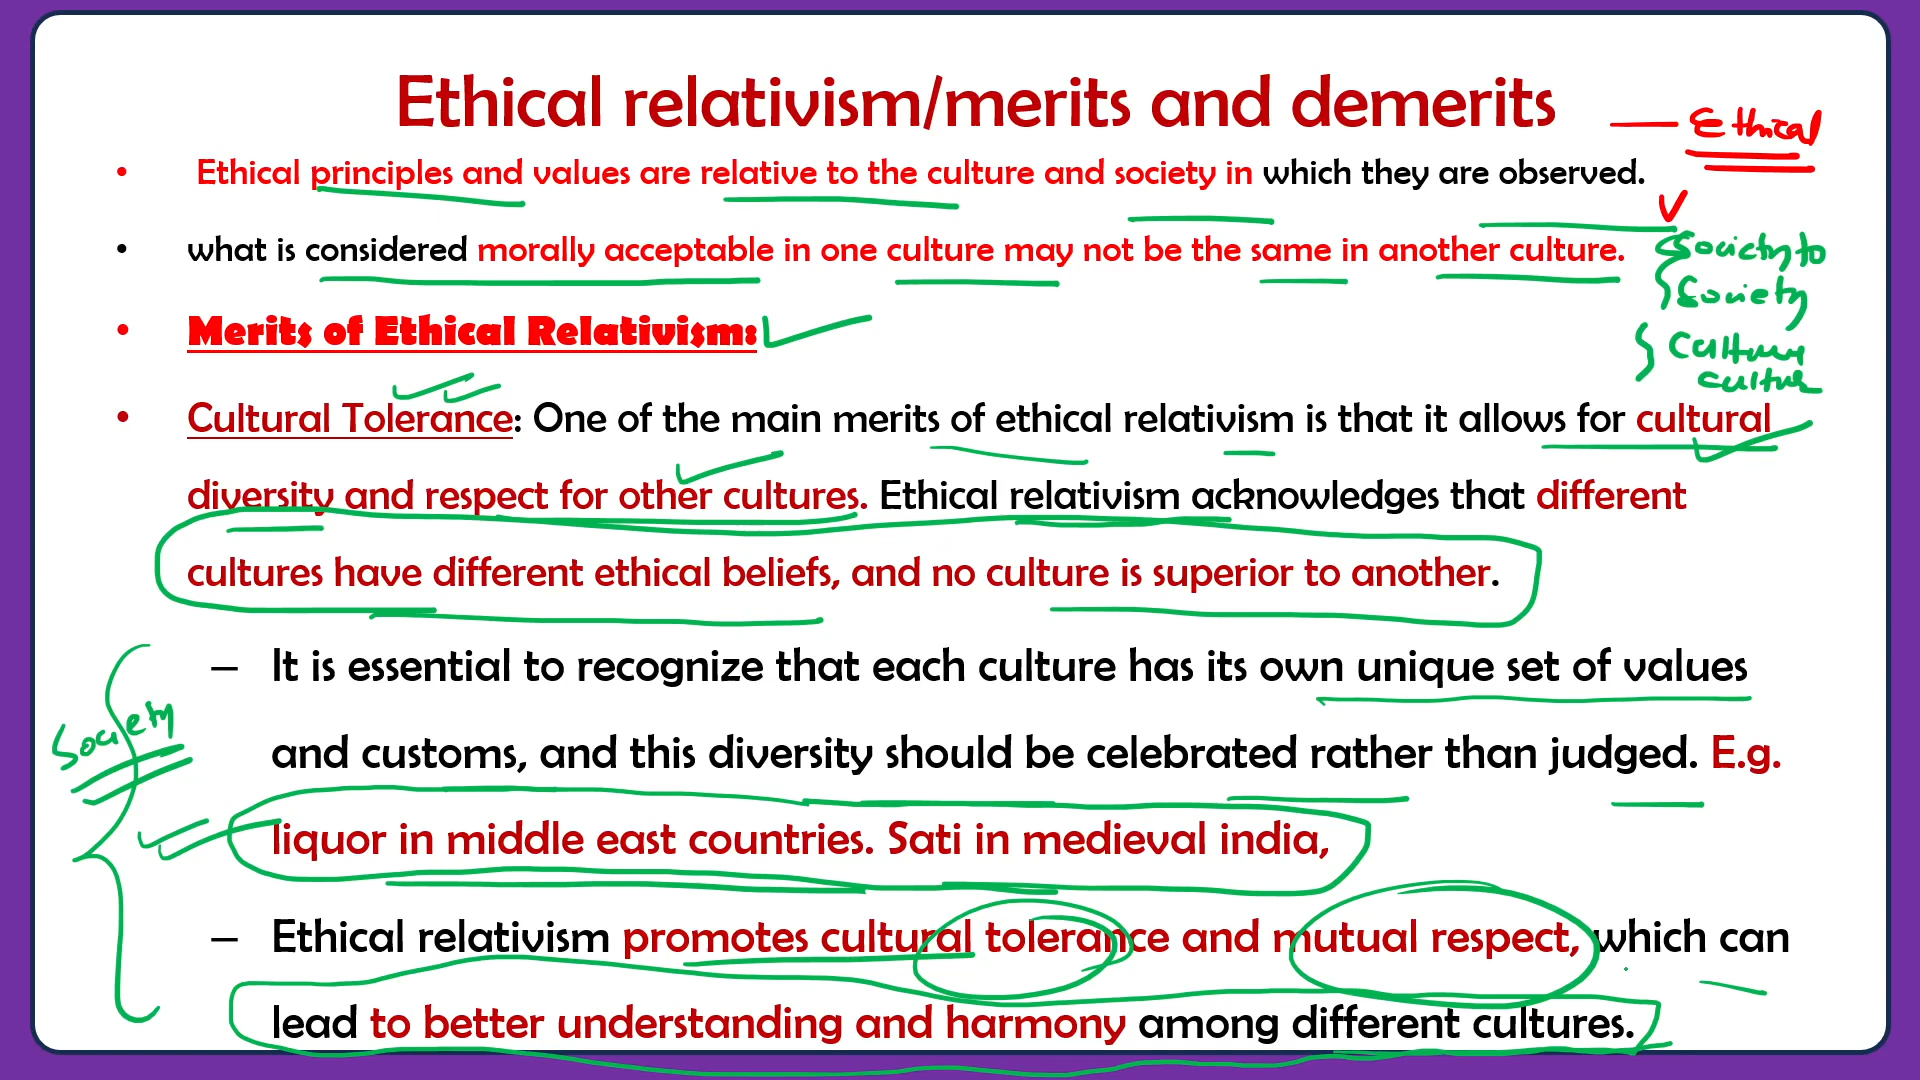 Ethical relativism/merits and demerits
Ethical
• Ethical principles and values are relative to the culture and society in which they are observed.
• what is considered morally acceptable in one culture may not be the same in another culture.
Society to
Society
• Merits of Ethical Relativism:
Culture
culture
• Cultural Tolerance: One of the main merits of ethical relativism is that it allows for cultural
diversity and respect for other cultures. Ethical relativism acknowledges that different
cultures have different ethical beliefs, and no culture is superior to another.
– It is essential to recognize that each culture has its own unique set of values
Society
and customs, and this diversity should be celebrated rather than judged. E.g.
liquor in middle east countries. Sati in medieval india,
– Ethical relativism promotes cultural tolerance and mutual respect, which can
lead to better understanding and harmony among different cultures.